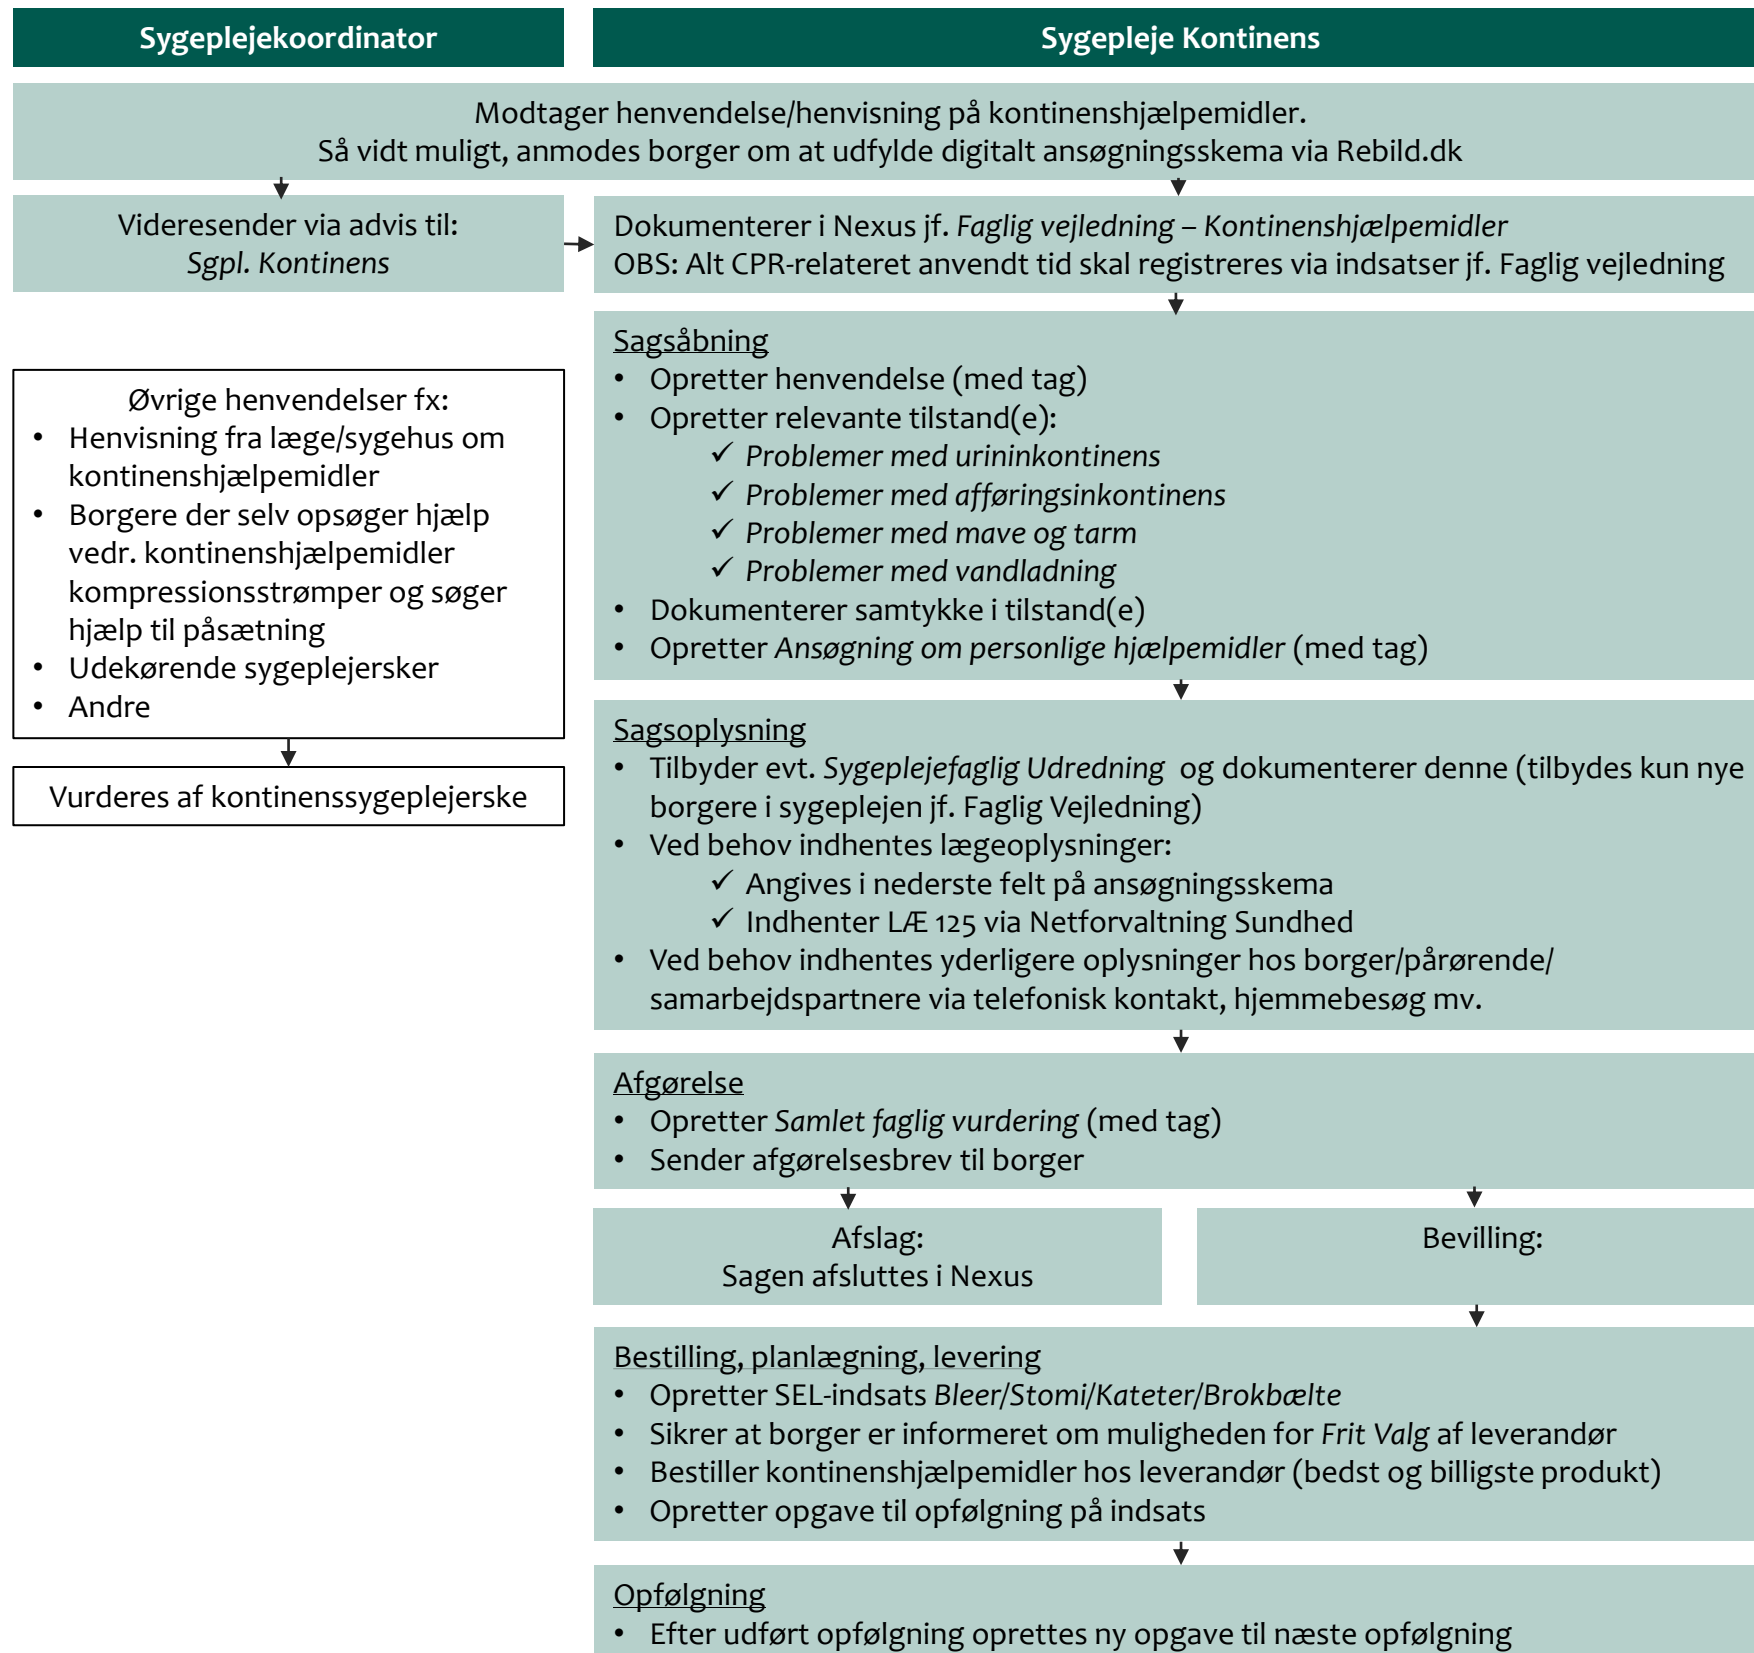 Sygeplejekoordinator
Sygepleje Kontinens
Modtager henvendelse/henvisning på kontinenshjælpemidler.
Så vidt muligt, anmodes borger om at udfylde digitalt ansøgningsskema via Rebild.dk
Videresender via advis til:
Sgpl. Kontinens
Dokumenterer i Nexus jf. Faglig vejledning – Kontinenshjælpemidler
OBS: Alt CPR-relateret anvendt tid skal registreres via indsatser jf. Faglig vejledning
Øvrige henvendelser fx:
• Henvisning fra læge/sygehus om
kontinenshjælpemidler
• Borgere der selv opsøger hjælp
vedr. kontinenshjælpemidler
kompressionsstrømper og søger
hjælp til påsætning
• Udekørende sygeplejersker
• Andre
Vurderes af kontinenssygeplejerske
Sagsåbning
• Opretter henvendelse (med tag)
• Opretter relevante tilstand(e):
✓ Problemer med urininkontinens
✓ Problemer med afføringsinkontinens
✓ Problemer med mave og tarm
✓ Problemer med vandladning
• Dokumenterer samtykke i tilstand(e)
• Opretter Ansøgning om personlige hjælpemidler (med tag)
Sagsoplysning
• Tilbyder evt. Sygeplejefaglig Udredning og dokumenterer denne (tilbydes kun nye
borgere i sygeplejen jf. Faglig Vejledning)
• Ved behov indhentes lægeoplysninger:
✓ Angives i nederste felt på ansøgningsskema
✓ Indhenter LÆ 125 via Netforvaltning Sundhed
• Ved behov indhentes yderligere oplysninger hos borger/pårørende/
samarbejdspartnere via telefonisk kontakt, hjemmebesøg mv.
Afgørelse
• Opretter Samlet faglig vurdering (med tag)
• Sender afgørelsesbrev til borger
Afslag:
Sagen afsluttes i Nexus
Bevilling:
Bestilling, planlægning, levering
• Opretter SEL-indsats Bleer/Stomi/Kateter/Brokbælte
• Sikrer at borger er informeret om muligheden for Frit Valg af leverandør
• Bestiller kontinenshjælpemidler hos leverandør (bedst og billigste produkt)
• Opretter opgave til opfølgning på indsats
Opfølgning
• Efter udført opfølgning oprettes ny opgave til næste opfølgning